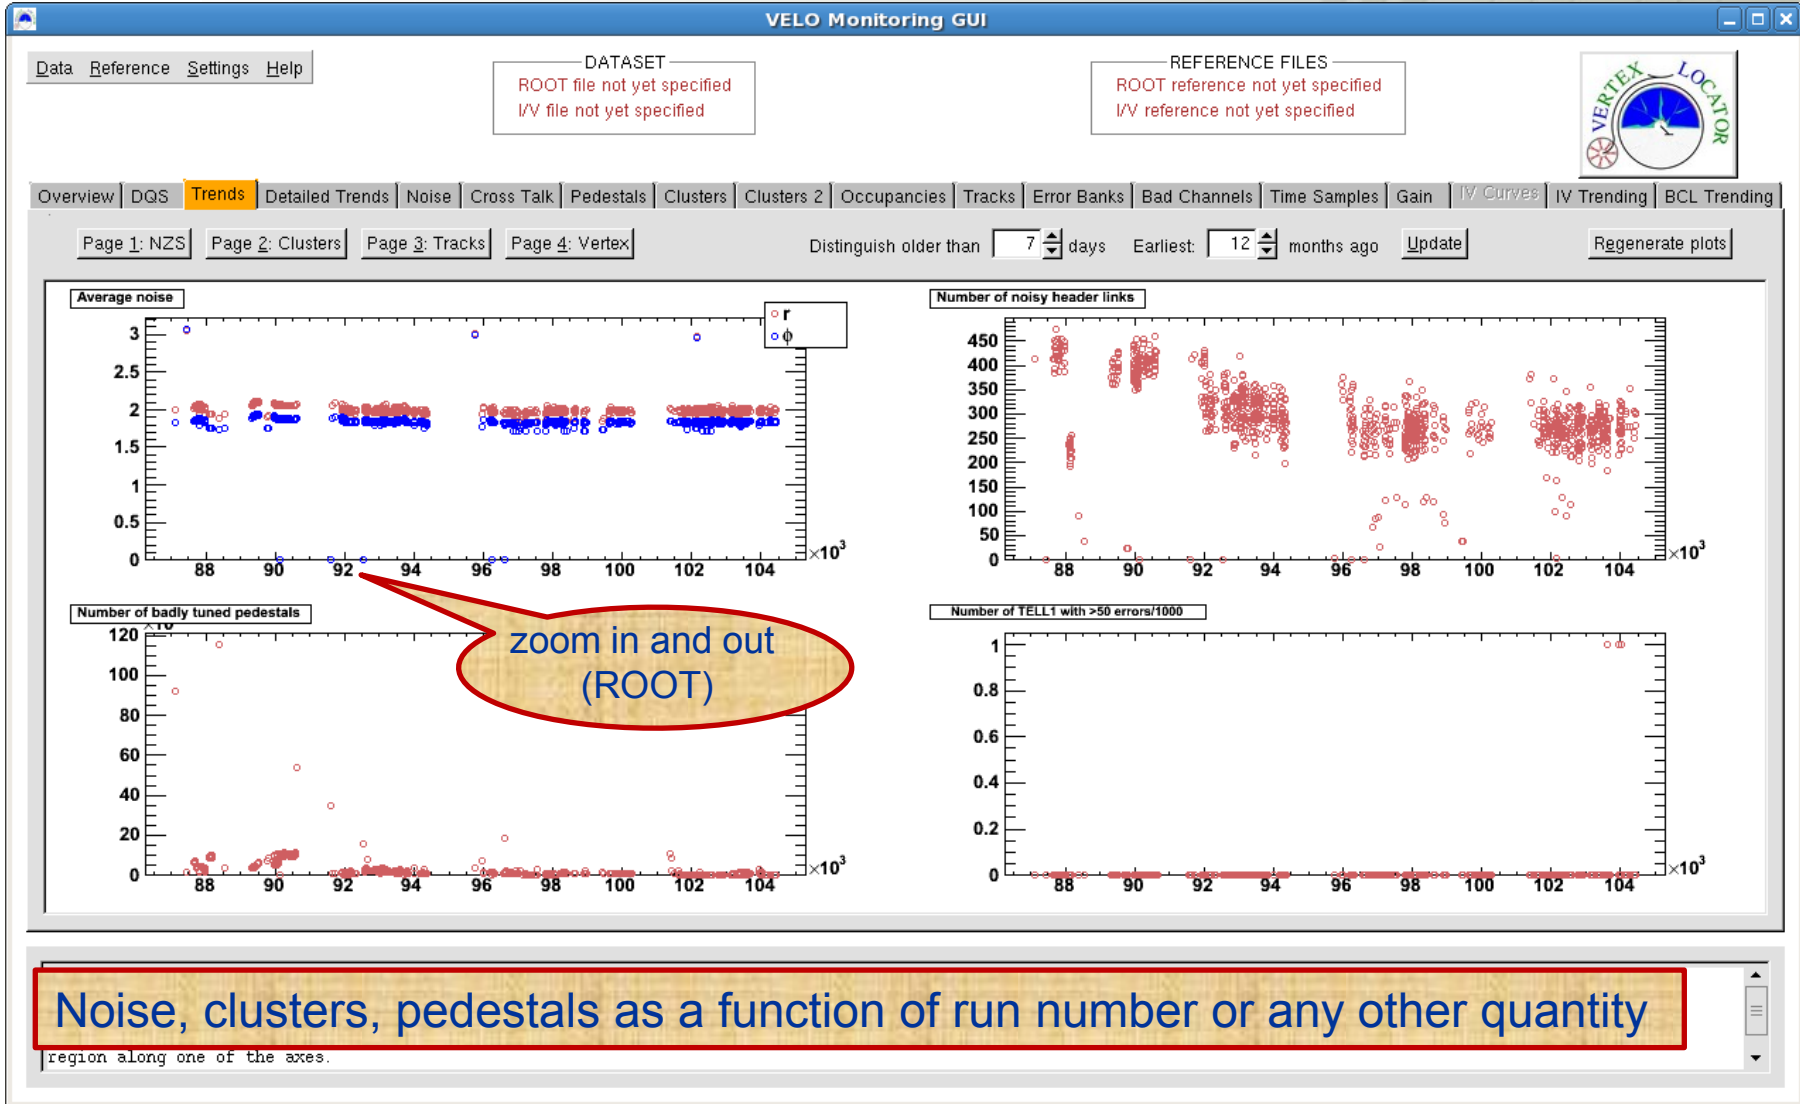 VELO Monitoring GUI
Data Reference Settings Help
DATASET
ROOT file not yet specified
I/V file not yet specified
REFERENCE FILES
ROOT reference not yet specified
I/V reference not yet specified
VERTEX LOCATOR
Overview DQS Trends Detailed Trends Noise Cross Talk Pedestals Clusters Clusters 2 Occupancies Tracks Error Banks Bad Channels Time Samples Gain IV Curves IV Trending BCL Trending
Page 1: NZS Page 2: Clusters Page 3: Tracks Page 4: Vertex Distinguish older than 7 days Earliest: 12 months ago Update Regenerate plots
Average noise
r
ϕ
3
2.5
2
1.5
1
0.5
0
88 90 92 94 96 98 100 102 104
×10³
Number of noisy header links
450
400
350
300
250
200
150
100
50
0
88 90 92 94 96 98 100 102 104
×10³
Number of badly tuned pedestals
120
100
80
60
40
20
0
88 90 92 94 96 98 100 102 104
×10³
zoom in and out
(ROOT)
Number of TELL1 with >50 errors/1000
1
0.8
0.6
0.4
0.2
0
88 90 92 94 96 98 100 102 104
×10³
Noise, clusters, pedestals as a function of run number or any other quantity
region along one of the axes.